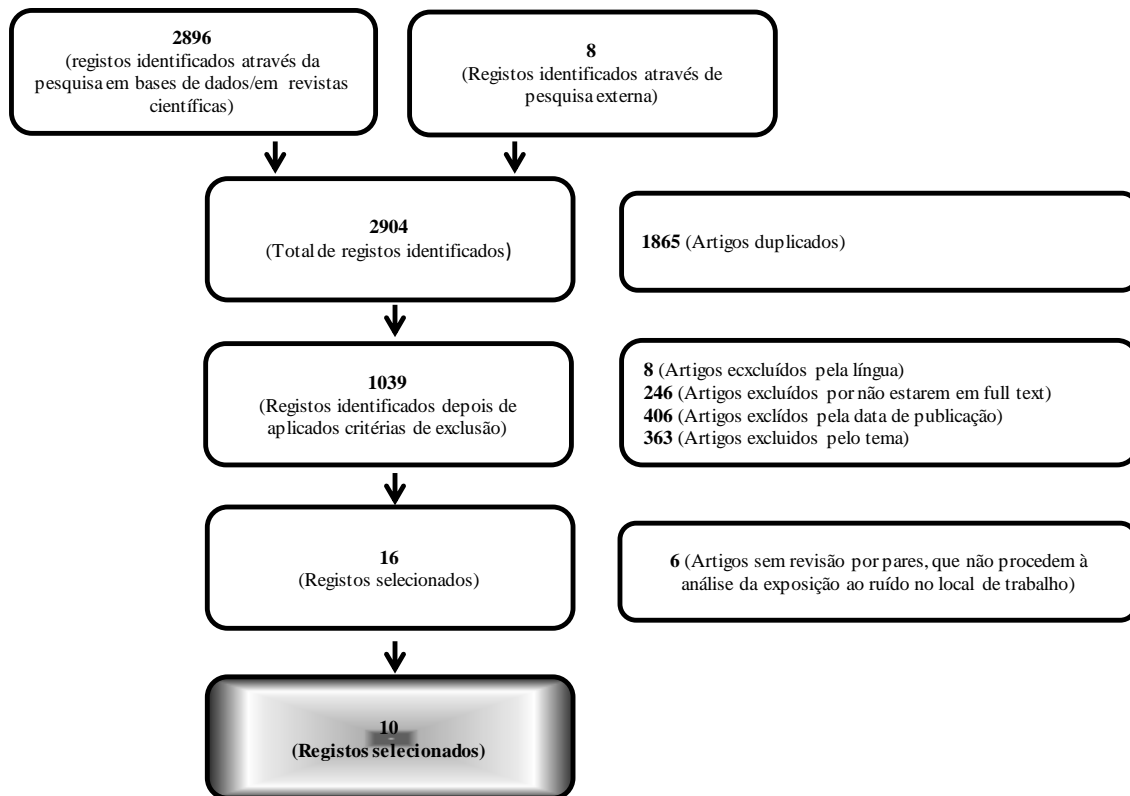 2896
(registos identificados através da
pesquisa em bases de dados/em revistas
científicas)
8
(Registos identificados através de
pesquisa externa)
2904
(Total de registos identificados)
1865 (Artigos duplicados)
1039
(Registos identificados depois de
aplicados critérias de exclusão)
8 (Artigos ecxcluídos pela língua)
246 (Artigos excluídos por não estarem em full text)
406 (Artigos exclídos pela data de publicação)
363 (Artigos excluidos pelo tema)
16
(Registos selecionados)
6 (Artigos sem revisão por pares, que não procedem à
análise da exposição ao ruído no local de trabalho)
10
(Registos selecionados)